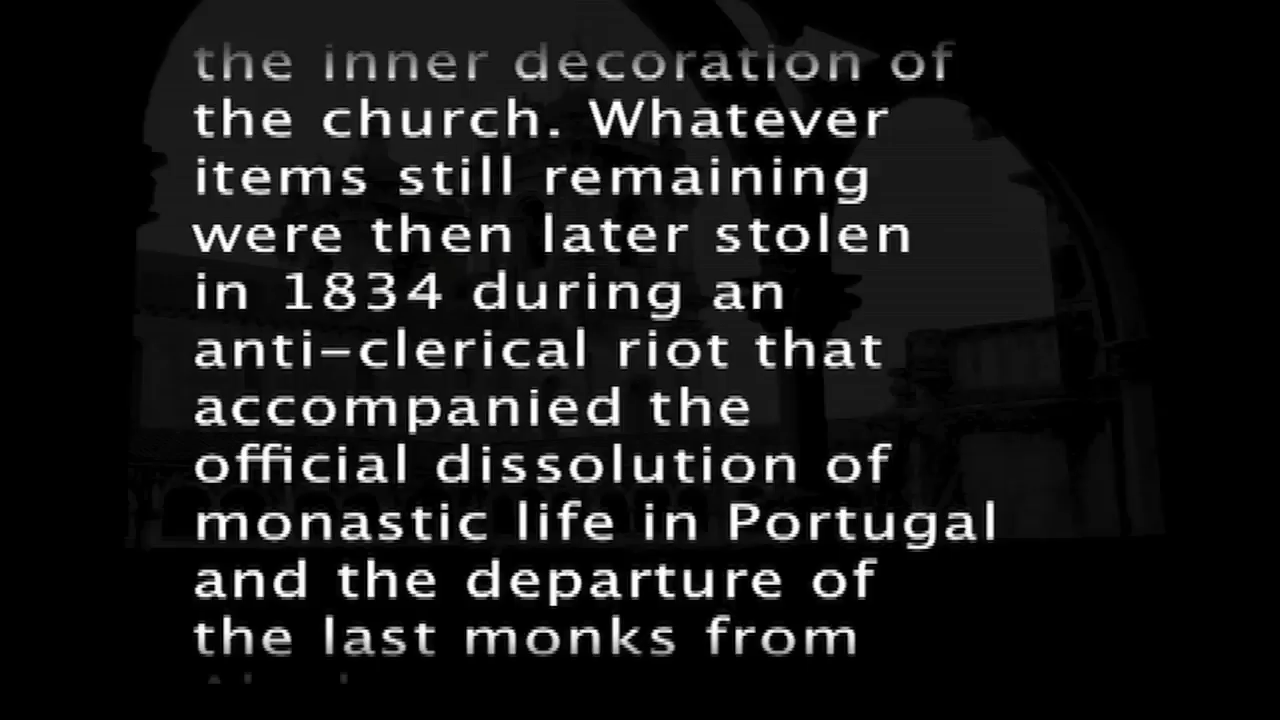 the inner decoration of
the church. Whatever
items still remaining
were then later stolen
in 1834 during an
anti–clerical riot that
accompanied the
official dissolution of
monastic life in Portugal
and the departure of
the last monks from